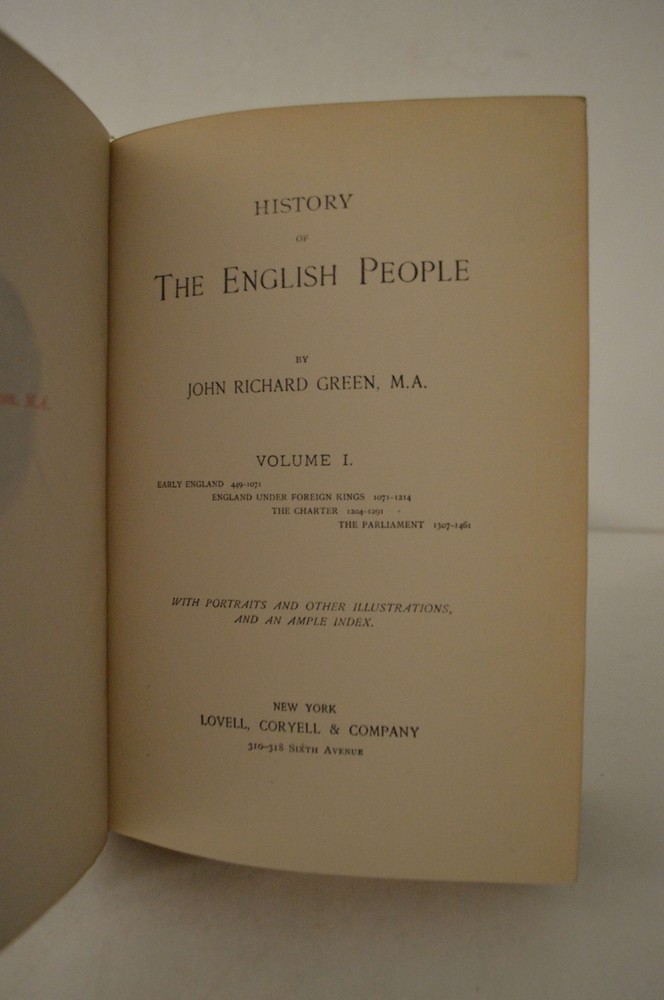 HISTORY
OF
THE ENGLISH PEOPLE
BY
JOHN RICHARD GREEN, M.A.
VOLUME I.
EARLY ENGLAND 449-1071
ENGLAND UNDER FOREIGN KINGS 1071-1214
THE CHARTER 1204-1291
THE PARLIAMENT 1307-1461
WITH PORTRAITS AND OTHER ILLUSTRATIONS,
AND AN AMPLE INDEX.
NEW YORK
LOVELL, CORYELL & COMPANY
310-318 SIXTH AVENUE